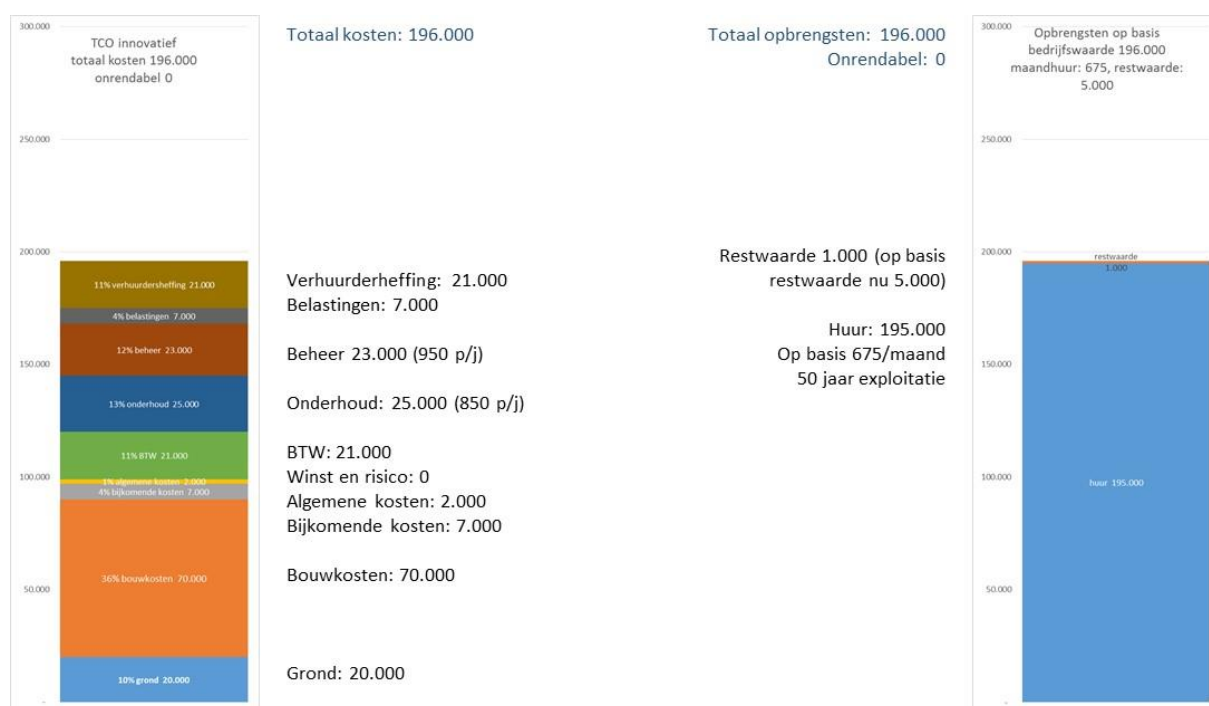 300.000
TCO innovatief
totaal kosten 196.000
onrendabel 0
250.000
200.000
150.000
100.000
50.000
-
11% verhuurdersheffing 21.000
4% belastingen 7.000
12% beheer 23.000
13% onderhoud 25.000
11% BTW 21.000
1% algemene kosten 2.000
4% bijkomende kosten 7.000
36% bouwkosten 70.000
10% grond 20.000
Totaal kosten: 196.000
Verhuurderheffing: 21.000
Belastingen: 7.000
Beheer 23.000 (950 p/j)
Onderhoud: 25.000 (850 p/j)
BTW: 21.000
Winst en risico: 0
Algemene kosten: 2.000
Bijkomende kosten: 7.000
Bouwkosten: 70.000
Grond: 20.000
Totaal opbrengsten: 196.000
Onrendabel: 0
Restwaarde 1.000 (op basis
restwaarde nu 5.000)
Huur: 195.000
Op basis 675/maand
50 jaar exploitatie
300.000
Opbrengsten op basis
bedrijfswaarde 196.000
maandhuur: 675, restwaarde:
5.000
250.000
200.000
150.000
100.000
50.000
-
restwaarde
1.000
huur 195.000